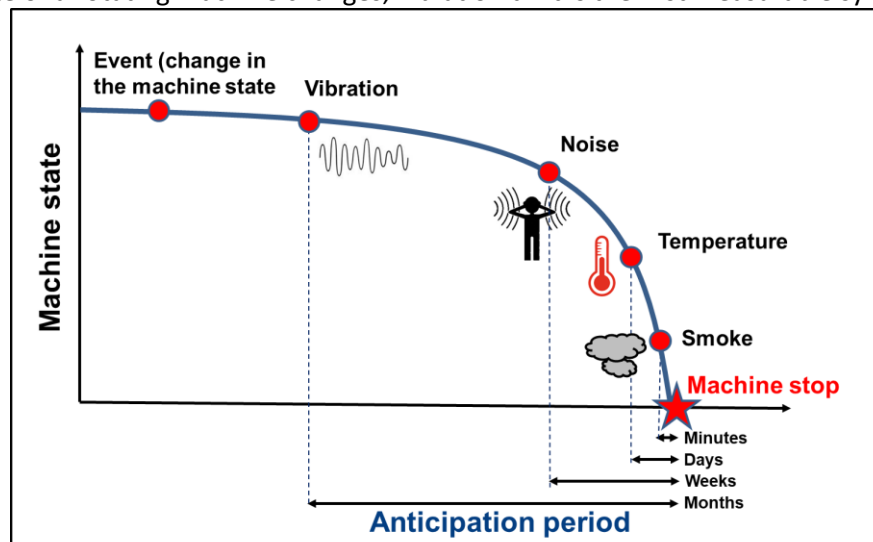 Event (change in
the machine state
Vibration
Noise
Temperature
Smoke
Machine stop
Machine state
Minutes
Days
Weeks
Months
Anticipation period